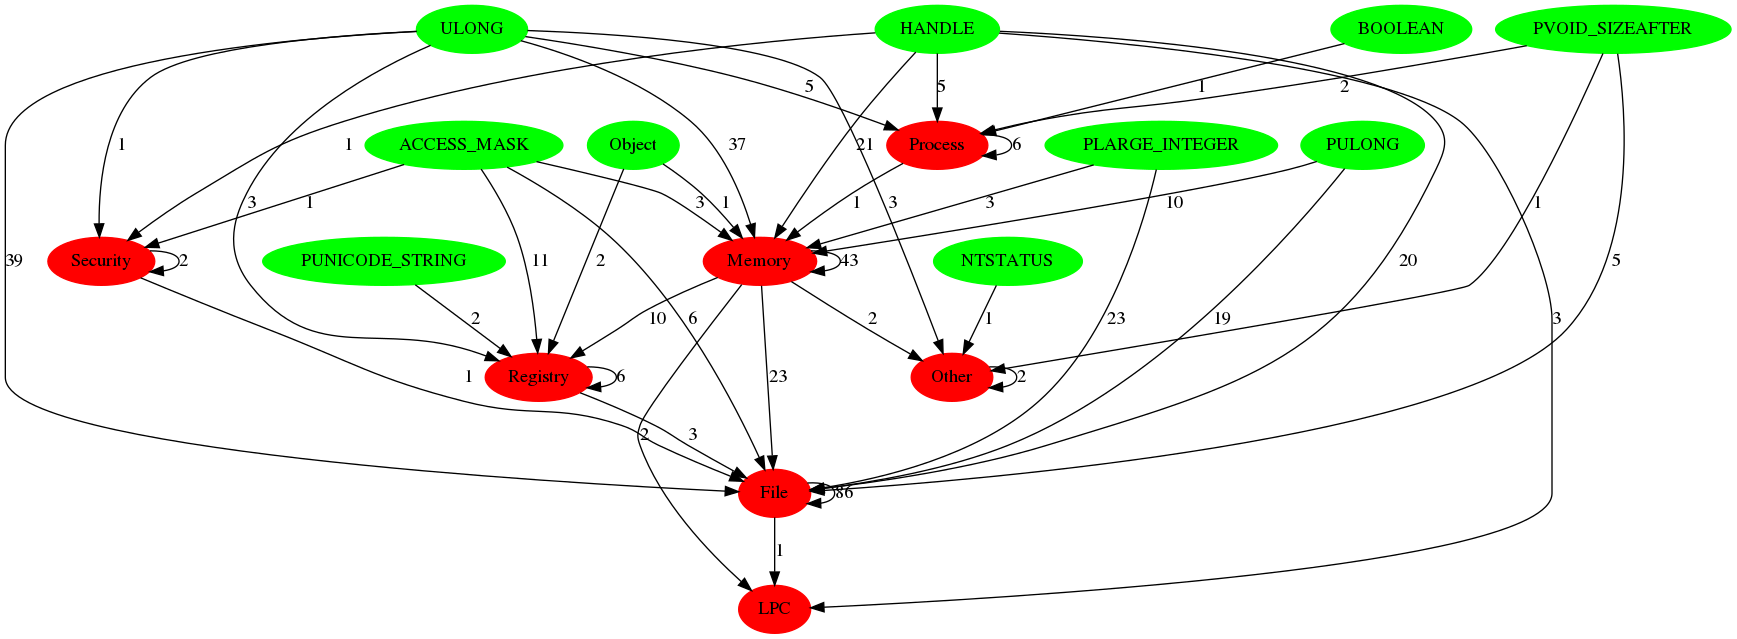 ULONG HANDLE BOOLEAN PVOID_SIZEAFTER
5 5 1 2
1 1 ACCESS_MASK Object 37 21 Process 6 PLARGE_INTEGER PULONG
3 1 3 1 1 3 3 10 1
39 Security 2 PUNICODE_STRING 11 2 Memory 43 NTSTATUS 20 5
2 10 6 2 1 23 19 3
1 Registry 6 23 Other 2
3 2
File 86
1
LPC